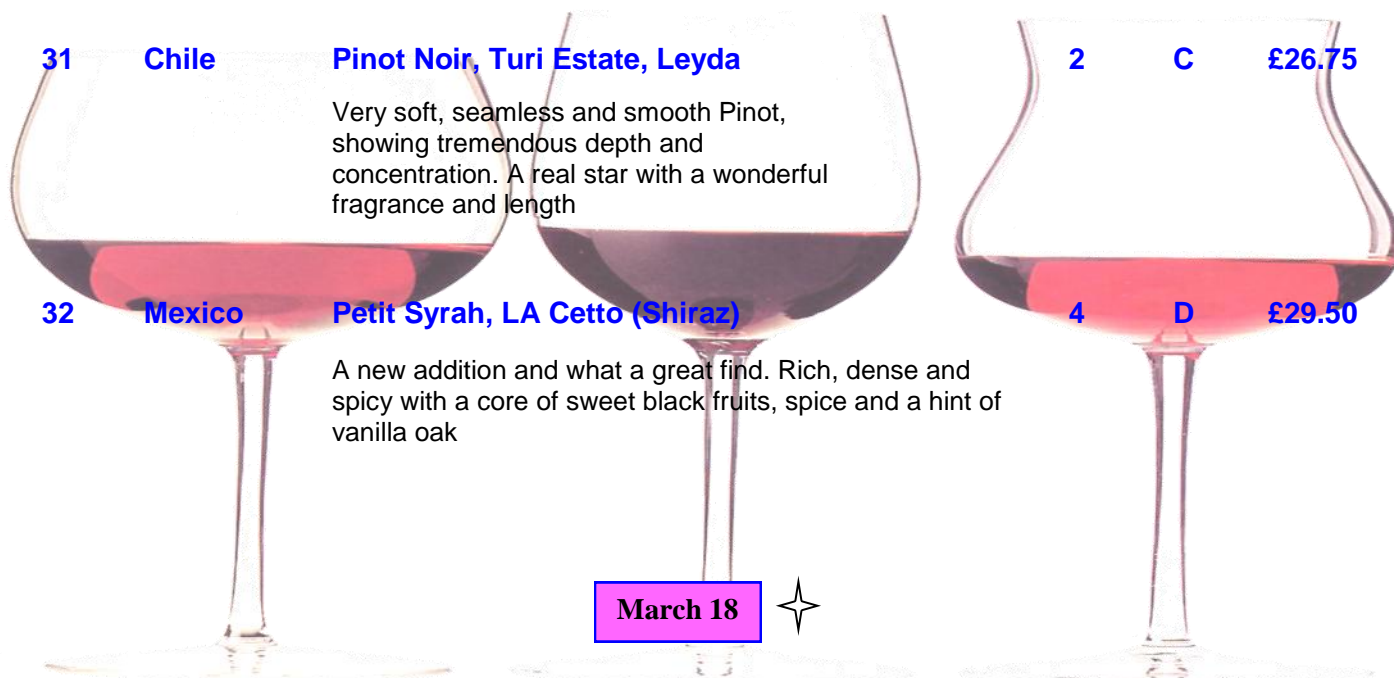 31 Chile Pinot Noir, Turi Estate, Leyda 2 C £26.75
Very soft, seamless and smooth Pinot,
showing tremendous depth and
concentration. A real star with a wonderful
fragrance and length
32 Mexico Petit Syrah, LA Cetto (Shiraz) 4 D £29.50
A new addition and what a great find. Rich, dense and
spicy with a core of sweet black fruits, spice and a hint of
vanilla oak
March 18